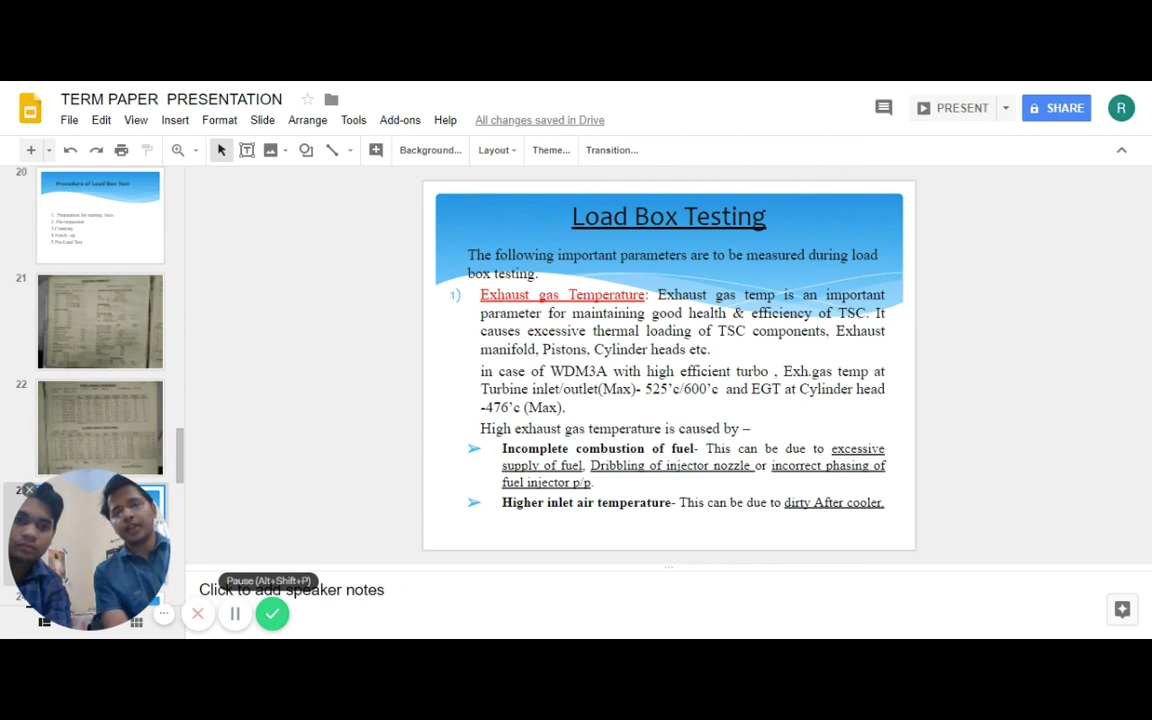 TERM PAPER PRESENTATION
File Edit View Insert Format Slide Arrange Tools Add-ons Help All changes saved in Drive
PRESENT
SHARE
R
Background... Layout Theme... Transition...
20
Procedure of Load Box Test
21
22
Load Box Testing
The following important parameters are to be measured during load
box testing.
1) Exhaust gas Temperature: Exhaust gas temp is an important
parameter for maintaining good health & efficiency of TSC. It
causes excessive thermal loading of TSC components, Exhaust
manifold, Pistons, Cylinder heads etc.
in case of WDM3A with high efficient turbo , Exh.gas temp at
Turbine inlet/outlet(Max)- 525'c/600'c and EGT at Cylinder head
-476'c (Max).
High exhaust gas temperature is caused by –
Incomplete combustion of fuel- This can be due to excessive
supply of fuel, Dribbling of injector nozzle or incorrect phasing of
fuel injector p/p.
Higher inlet air temperature- This can be due to dirty After cooler.
Pause (Alt+Shift+P)
Click to add speaker notes